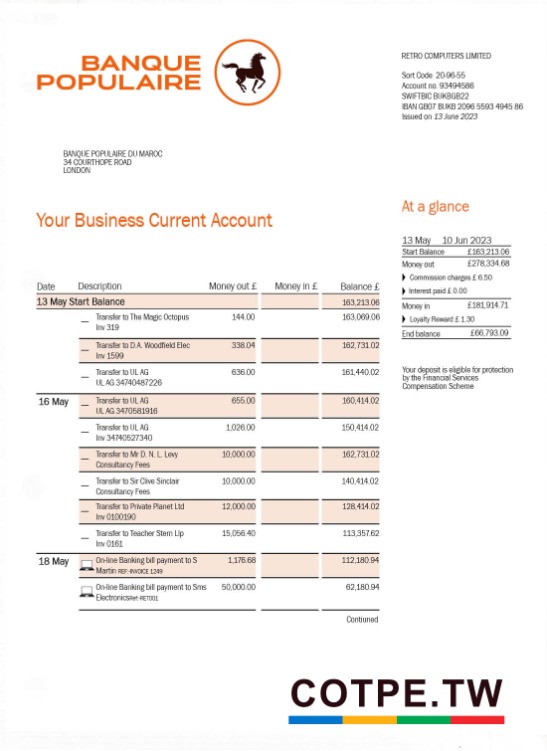 BANQUE
POPULAIRE
RETRO COMPUTERS LIMITED
Sort Code 20-96-55
Account no. 93494586
SWIFTBIC BUKBGB22
IBAN GB07 BUKB 2096 5593 4945 86
Issued on 13 June 2023
BANQUE POPULAIRE DU MAROC
34 COURTHOPE ROAD
LONDON
Your Business Current Account
At a glance
13 May 10 Jun 2023
Start Balance £163,213.06
Money out £278,334.68
Commission charges £ 6.50
Interest paid £ 0.00
Money in £181,914.71
Loyalty Reward £ 1.30
End balance £66,793.09
Your deposit is eligible for protection
by the Financial Services
Compensation Scheme
Date Description Money out £ Money in £ Balance £
13 May Start Balance 163,213.06
Transfer to The Magic Octopus 144.00 163,069.06
Inv 319
Transfer to D.A. Woodfield Elec 338.04 162,731.02
Inv 1599
Transfer to UL AG 636.00 161,440.02
UL AG 34740487226
16 May Transfer to UL AG 655.00 160,414.02
UL AG 3470581916
Transfer to UL AG 1,026.00 150,414.02
Inv 34740527340
Transfer to Mr D. N. L. Levy 10,000.00 162,731.02
Consultancy Fees
Transfer to Sir Clive Sinclair 10,000.00 140,414.02
Consultancy Fees
Transfer to Private Planet Ltd 12,000.00 128,414.02
Inv 0100190
Transfer to Teacher Stern Llp 15,056.40 113,357.62
Inv 0161
18 May On-line Banking bill payment to S 1,176.68 112,180.94
Martin REF-INVOICE 1249
On-line Banking bill payment to Sms 50,000.00 62,180.94
Electronics
Contiuned
COTPE.TW